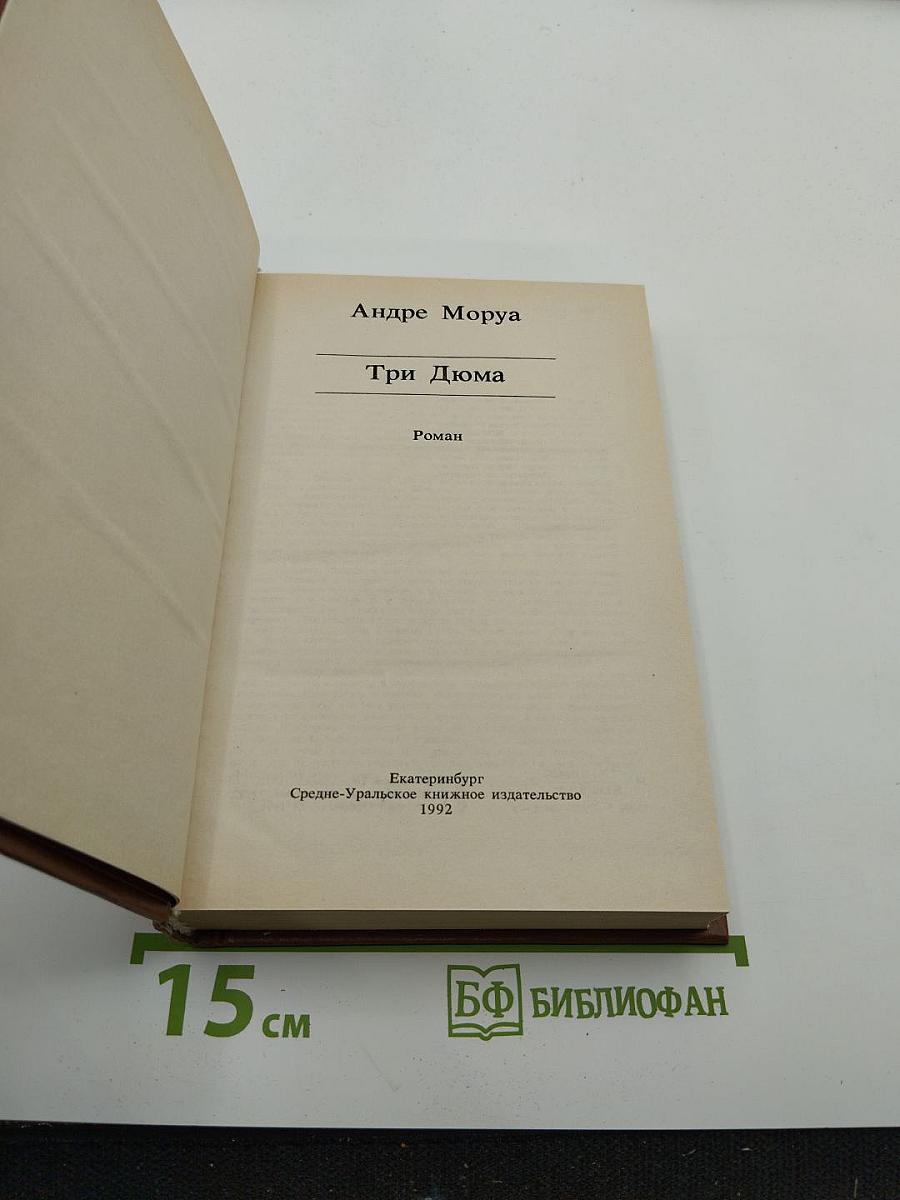 Андре Моруа
Три Дюма
Роман
Екатеринбург
Средне-Уральское книжное издательство
1992
15 см
БФ БИБЛИОФАН